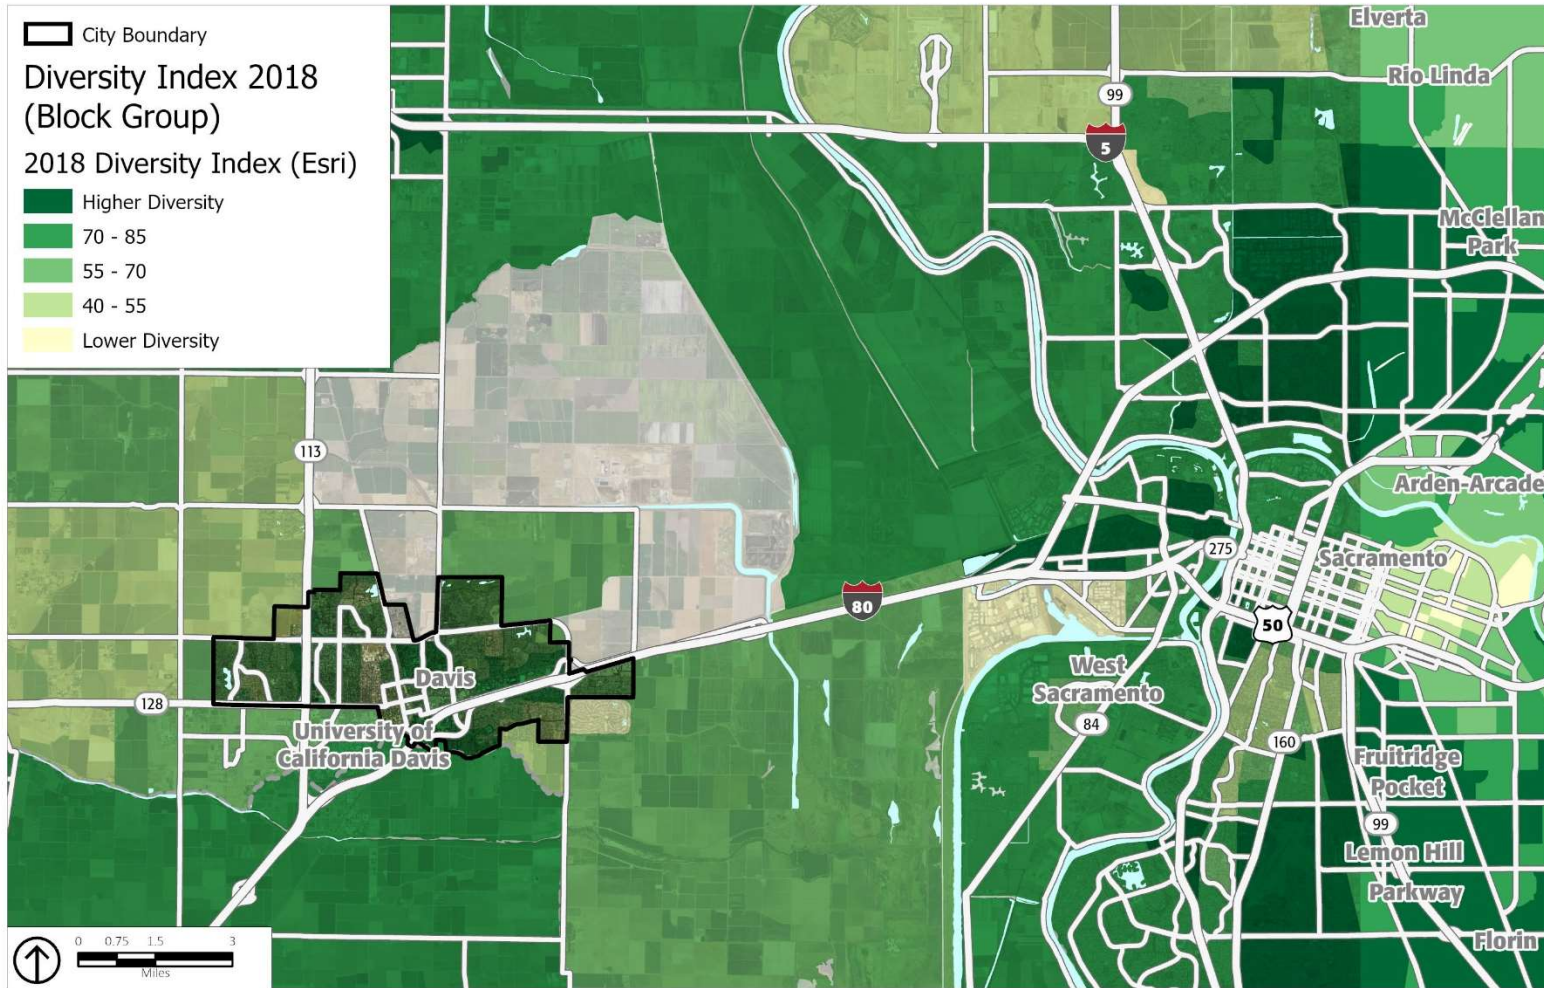 City Boundary
Diversity Index 2018
(Block Group)
2018 Diversity Index (Esri)
Higher Diversity
70 - 85
55 - 70
40 - 55
Lower Diversity
Elverta
Rio Linda
99
5
McClellan
Park
113
Arden-Arcade
275
Sacramento
80
50
Davis
West
Sacramento
128
84
160
University of
California Davis
Fruitridge
Pocket
99
Lemon Hill
Parkway
Florin
0 0.75 1.5 3
Miles